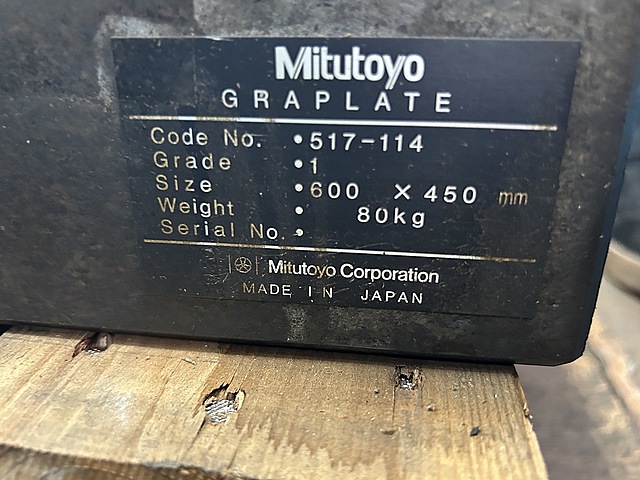 Mitutoyo
GRAPLATE
Code No. •517-114
Grade •1
Size •600 × 450 mm
Weight • 80kg
Serial No. •
Mitutoyo Corporation
MADE IN JAPAN